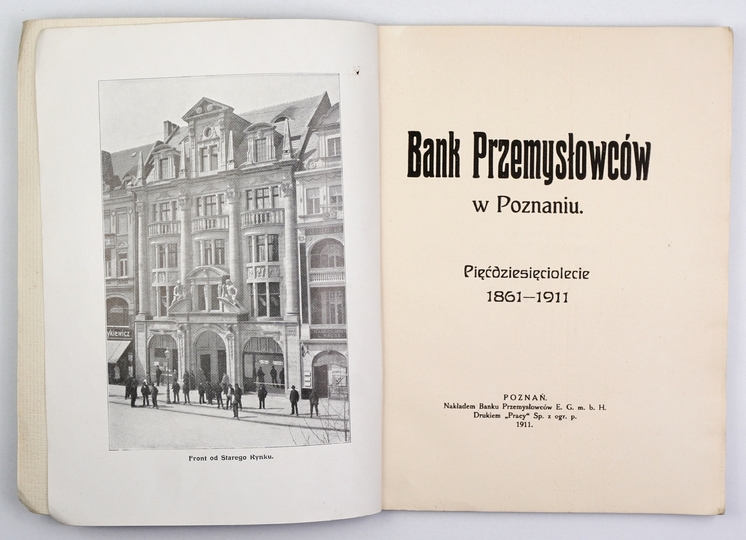 ykiewicz
Front od Starego Rynku.
Bank Przemysłowców
w Poznaniu.
Pięćdziesięciolecie
1861—1911
POZNAŃ.
Nakładem Banku Przemysłowców E. G. m. b. H.
Drukiem „Pracy” Sp. z ogr. p.
1911.